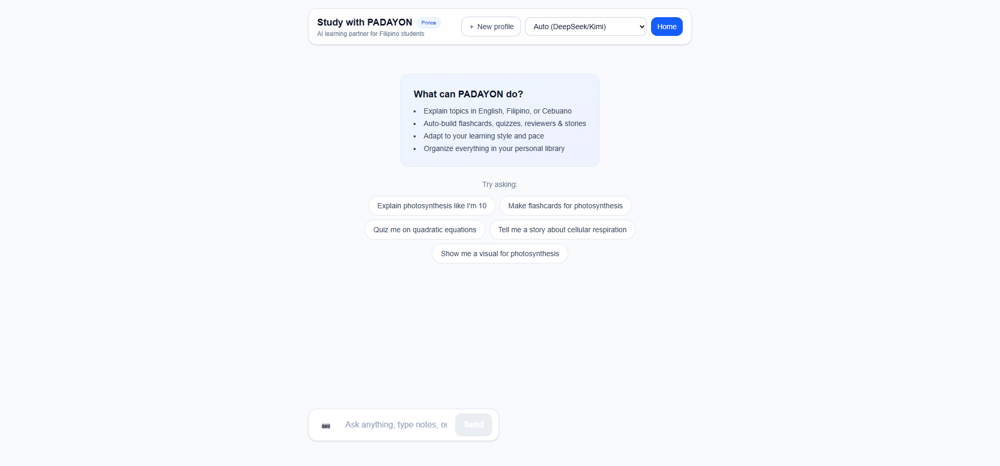 Study with PADAYON Prince
AI learning partner for Filipino students
+ New profile
Auto (DeepSeek/Kimi)
Home
What can PADAYON do?
• Explain topics in English, Filipino, or Cebuano
• Auto-build flashcards, quizzes, reviewers & stories
• Adapt to your learning style and pace
• Organize everything in your personal library
Try asking:
Explain photosynthesis like I'm 10
Make flashcards for photosynthesis
Quiz me on quadratic equations
Tell me a story about cellular respiration
Show me a visual for photosynthesis
Ask anything, type notes, or
Send